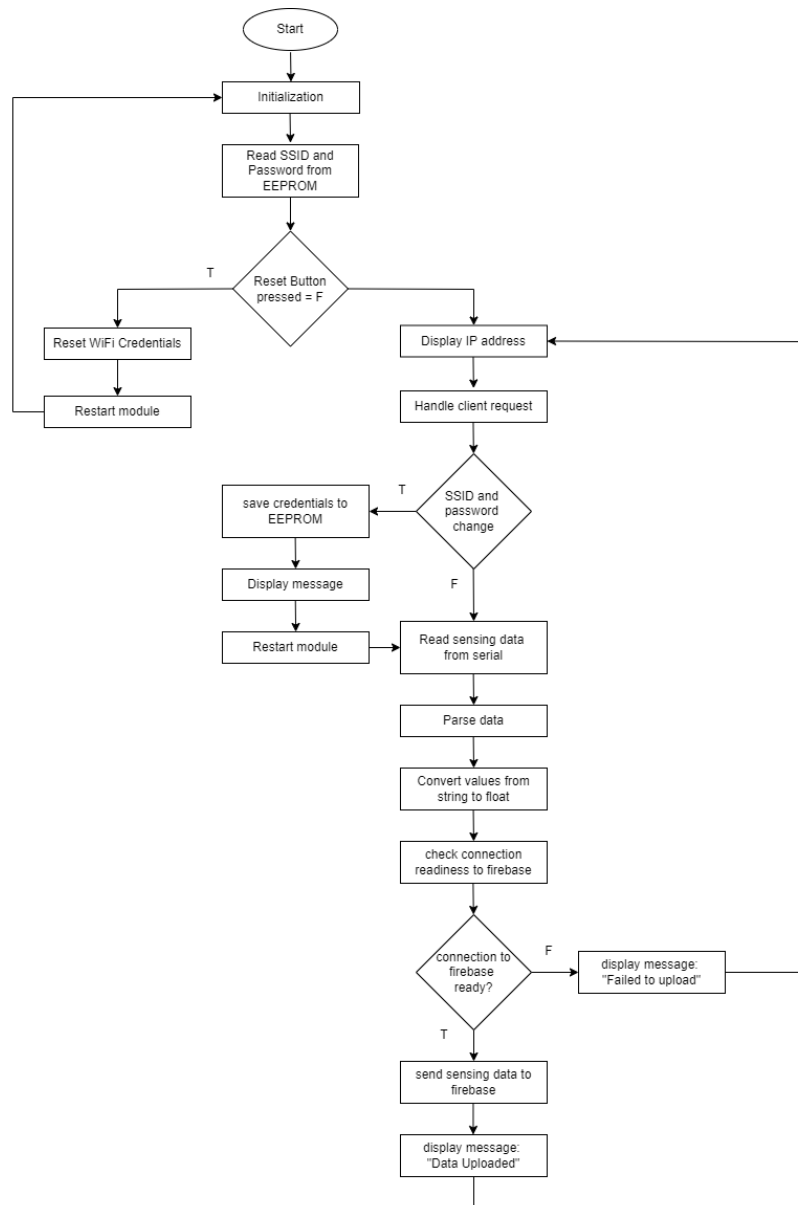 Start
Initialization
Read SSID and
Password from
EEPROM
T
Reset Button
pressed = F
Reset WiFi Credentials
Display IP address
Restart module
Handle client request
save credentials to
EEPROM
T
SSID and
password
change
Display message
F
Restart module
Read sensing data
from serial
Parse data
Convert values from
string to float
check connection
readiness to firebase
connection to
firebase
ready?
F
display message:
"Failed to upload"
T
send sensing data to
firebase
display message:
"Data Uploaded"